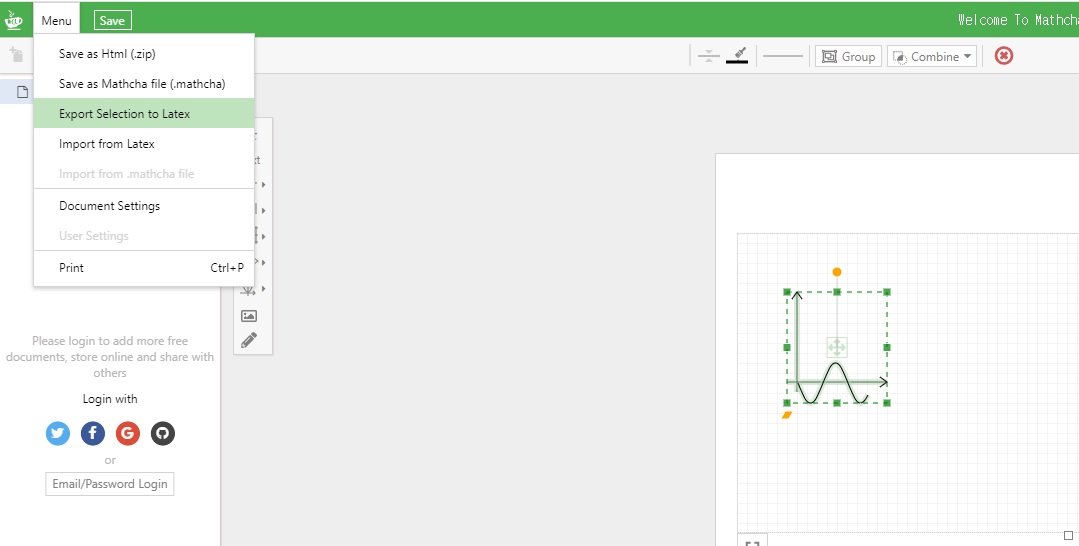 Menu
Save
Welcome To Mathcha
Save as Html (.zip)
Save as Mathcha file (.mathcha)
Export Selection to Latex
Import from Latex
Import from .mathcha file
Document Settings
User Settings
Print Ctrl+P
Group
Combine
Please login to add more free
documents, store online and share with
others
Login with
or
Email/Password Login